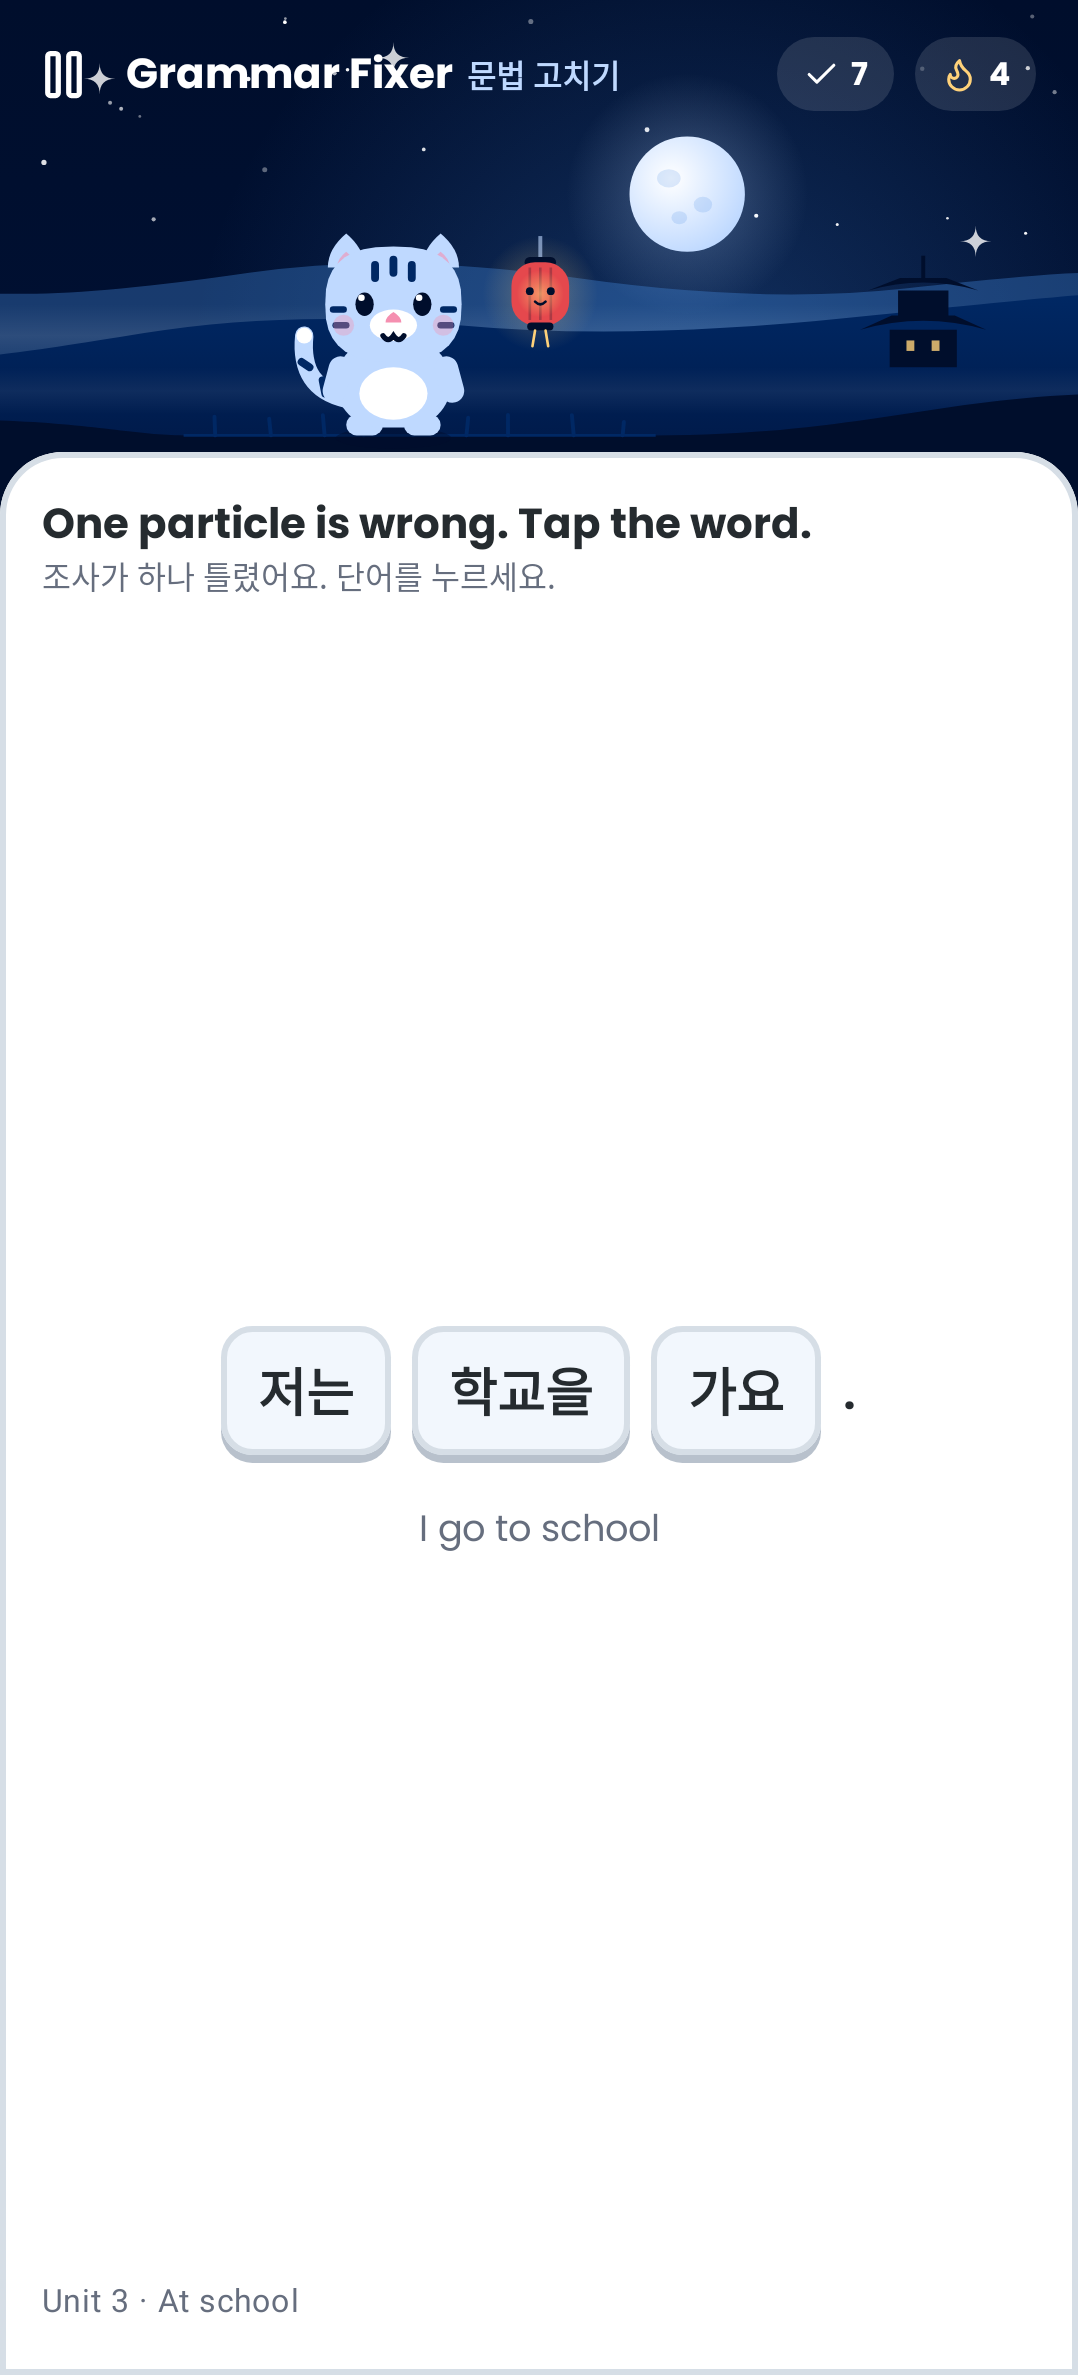 Grammar Fixer 문법 고치기 7 4
One particle is wrong. Tap the word.
조사가 하나 틀렸어요. 단어를 누르세요.
저는 학교을 가요 .
I go to school
Unit 3 · At school